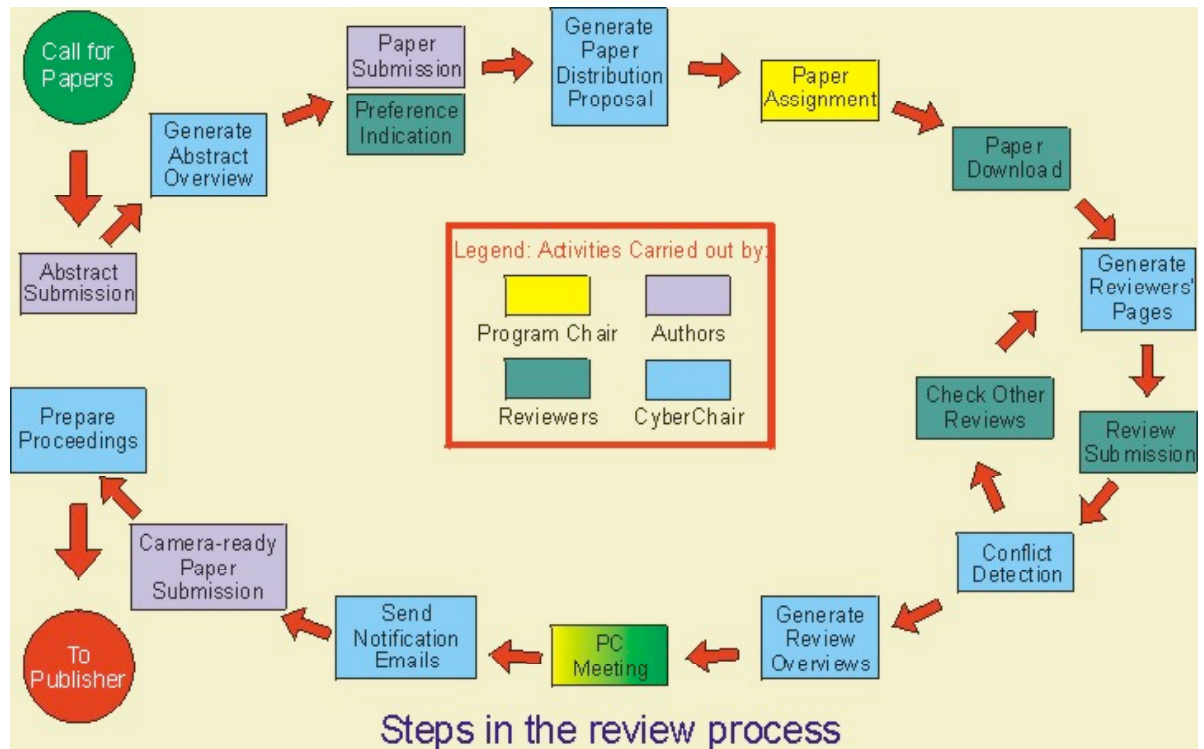 Call for
Papers
Paper
Submission
Preference
Indication
Generate
Paper
Distribution
Proposal
Paper
Assignment
Generate
Abstract
Overview
Paper
Download
Abstract
Submission
Legend: Activities Carried out by:
Program Chair
Authors
Reviewers
CyberChair
Generate
Reviewers'
Pages
Check Other
Reviews
Review
Submission
Prepare
Proceedings
Camera-ready
Paper
Submission
Conflict
Detection
To
Publisher
Send
Notification
Emails
PC
Meeting
Generate
Review
Overviews
Steps in the review process